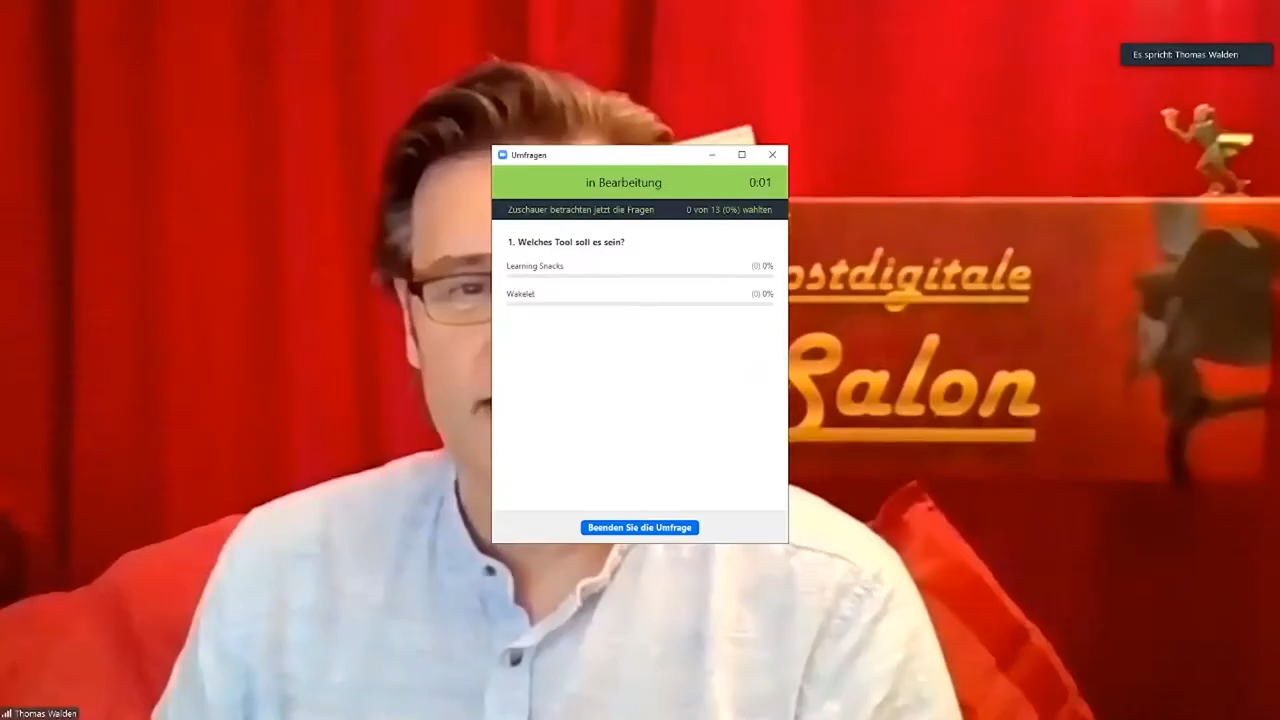 Es spricht: Thomas Walden
Umfragen
in Bearbeitung 0:01
Zuschauer betrachten jetzt die Fragen 0 von 13 (0%) wählten
1. Welches Tool soll es sein?
Learning Snacks (0) 0%
Wakelet (0) 0%
ostdigitale
Salon
Beenden Sie die Umfrage
Thomas Walden